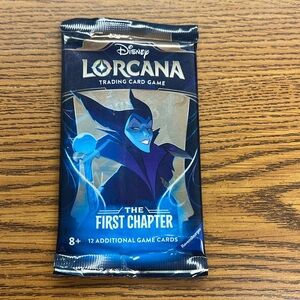 Disney
LORCANA
TRADING CARD GAME
THE
FIRST CHAPTER
8+
12 ADDITIONAL GAME CARDS
Ravensburger